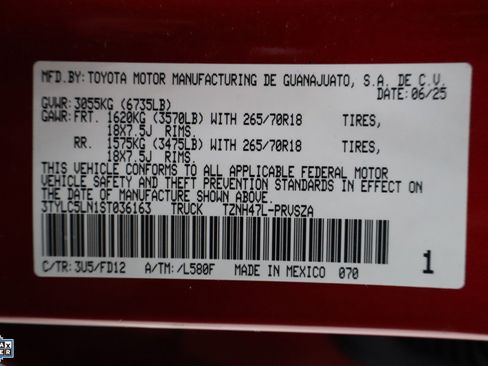 MFD.BY: TOYOTA MOTOR MANUFACTURING DE GUANAJUATO, S.A. DE C.V.
DATE: 06/25
GVWR: 3055KG (6735LB)
GAWR: FRT. 1620KG (3570LB) WITH 265/70R18 TIRES,
18X7.5J RIMS.
RR. 1575KG (3475LB) WITH 265/70R18 TIRES,
18X7.5J RIMS.
THIS VEHICLE CONFORMS TO ALL APPLICABLE FEDERAL MOTOR
VEHICLE SAFETY AND THEFT PREVENTION STANDARDS IN EFFECT ON
THE DATE OF MANUFACTURE SHOWN ABOVE.
3TYLC5LN1ST036163 TRUCK TZNH47L-PRVSZA
C/TR: 3U5/FD12 A/TM: /L580F MADE IN MEXICO 070 1